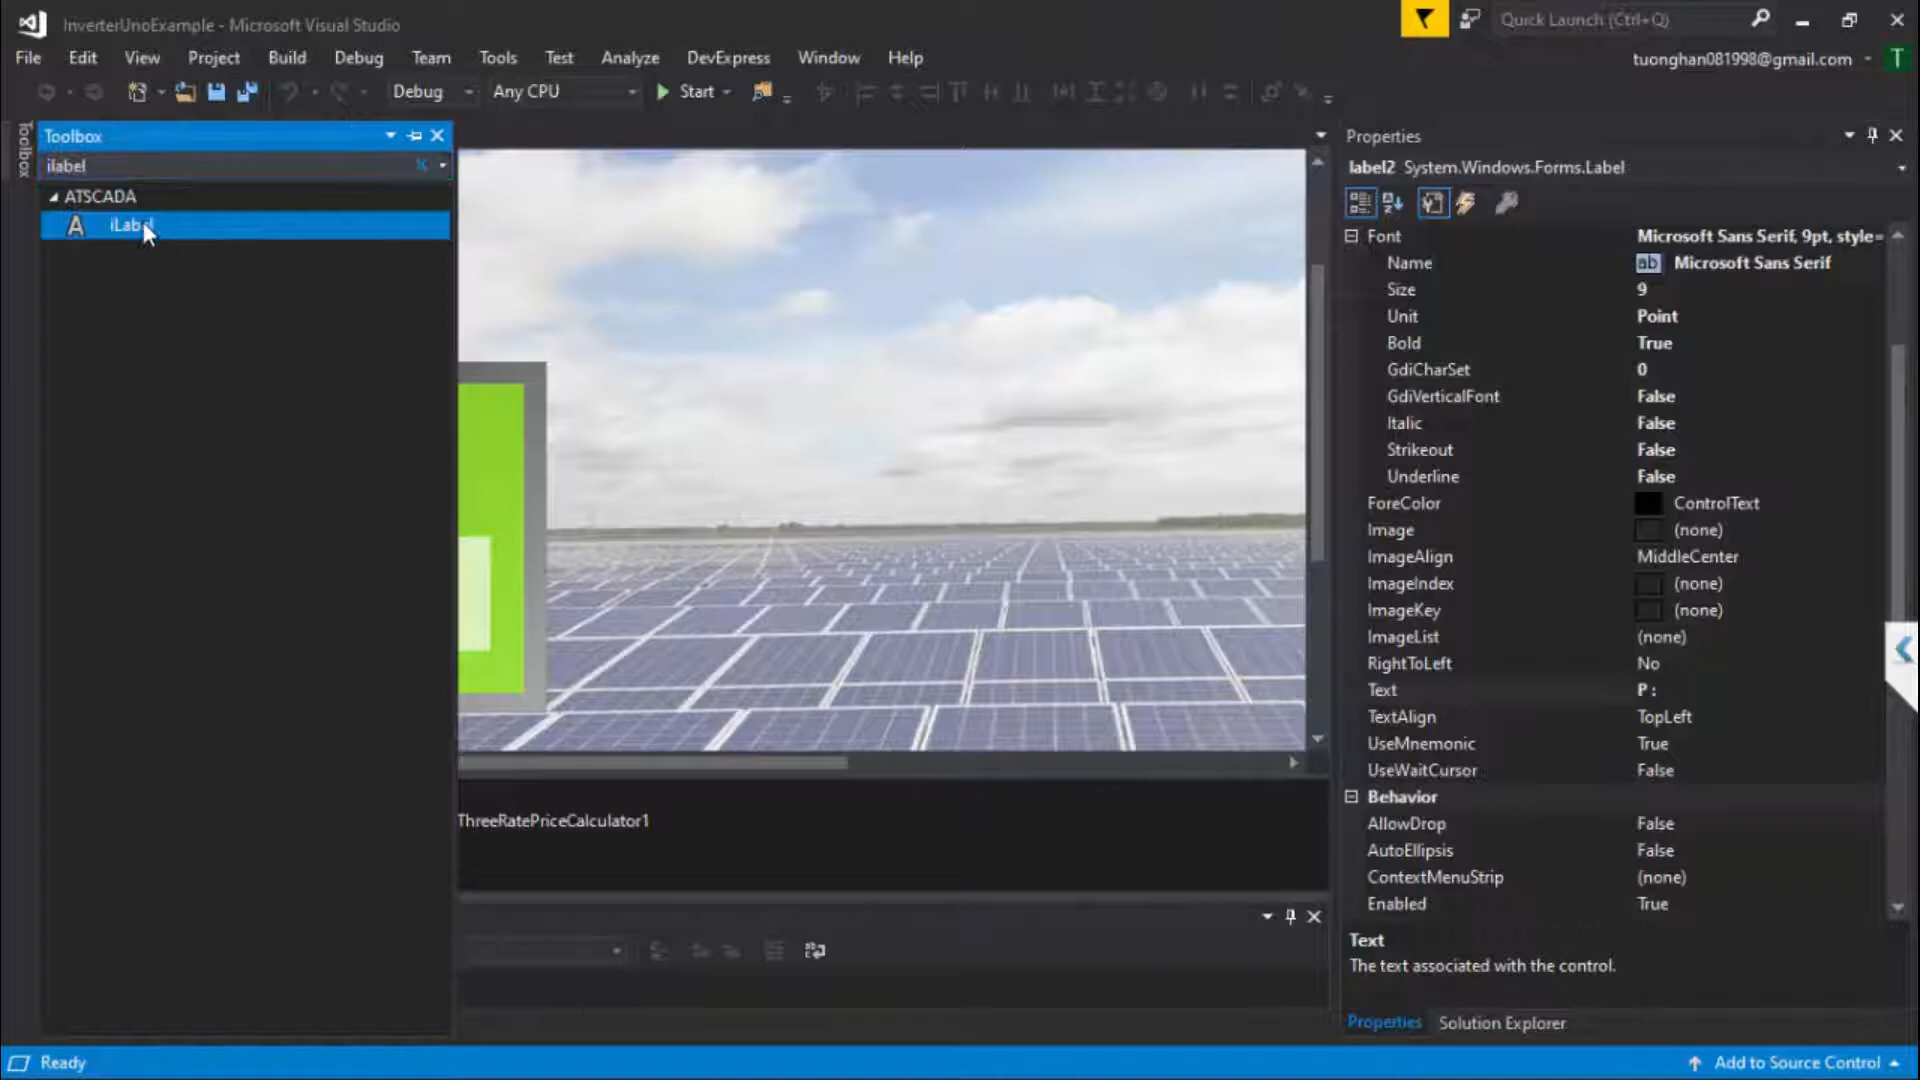 InverterUnoExample - Microsoft Visual Studio
Quick Launch (Ctrl+Q)
File Edit View Project Build Debug Team Tools Test Analyze DevExpress Window Help
tuonghan081998@gmail.com T
Debug Any CPU Start
Toolbox
Toolbox
ilabel
ATSCADA
A iLabel
ThreeRatePriceCalculator1
Properties
label2 System.Windows.Forms.Label
Font Microsoft Sans Serif, 9pt, style=
Name ab Microsoft Sans Serif
Size 9
Unit Point
Bold True
GdiCharSet 0
GdiVerticalFont False
Italic False
Strikeout False
Underline False
ForeColor ControlText
Image (none)
ImageAlign MiddleCenter
ImageIndex (none)
ImageKey (none)
ImageList (none)
RightToLeft No
Text P :
TextAlign TopLeft
UseMnemonic True
UseWaitCursor False
Behavior
AllowDrop False
AutoEllipsis False
ContextMenuStrip (none)
Enabled True
Text
The text associated with the control.
Properties Solution Explorer
Ready
Add to Source Control